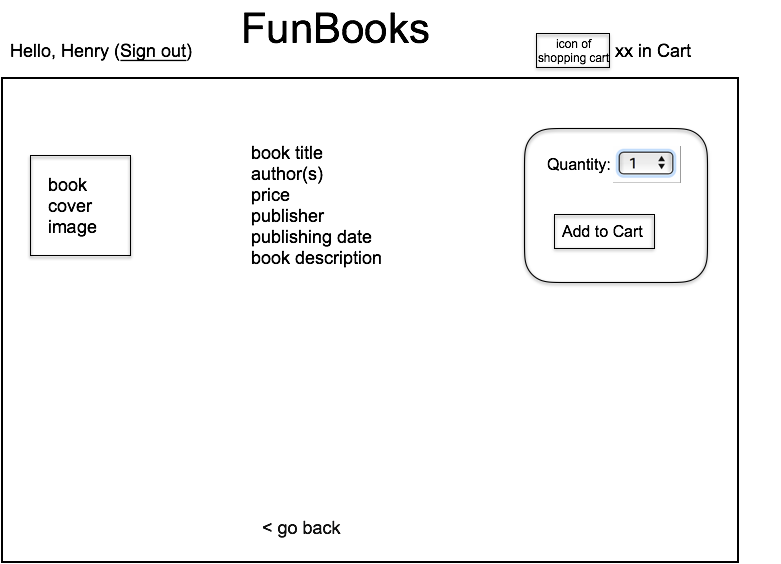 FunBooks
Hello, Henry (Sign out)
icon of
shopping cart
xx in Cart
book
cover
image
book title
author(s)
price
publisher
publishing date
book description
Quantity: 1
Add to Cart
< go back